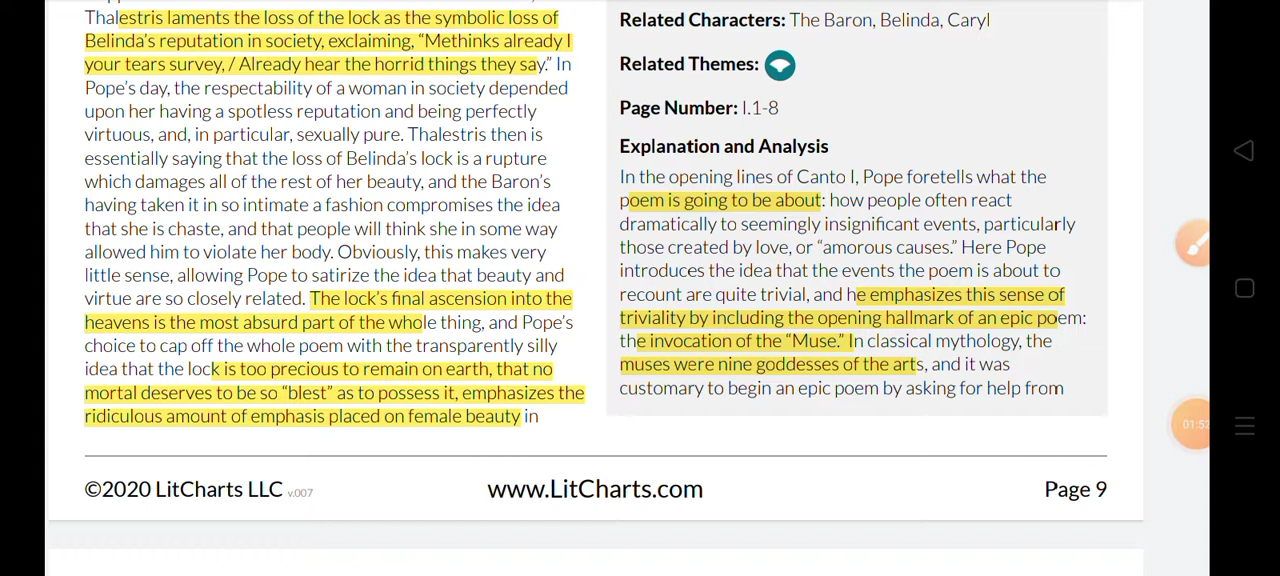 Thalestris laments the loss of the lock as the symbolic loss of
Belinda's reputation in society, exclaiming, “Methinks already I
your tears survey, / Already hear the horrid things they say.” In
Pope's day, the respectability of a woman in society depended
upon her having a spotless reputation and being perfectly
virtuous, and, in particular, sexually pure. Thalestris then is
essentially saying that the loss of Belinda's lock is a rupture
which damages all of the rest of her beauty, and the Baron's
having taken it in so intimate a fashion compromises the idea
that she is chaste, and that people will think she in some way
allowed him to violate her body. Obviously, this makes very
little sense, allowing Pope to satirize the idea that beauty and
virtue are so closely related. The lock's final ascension into the
heavens is the most absurd part of the whole thing, and Pope's
choice to cap off the whole poem with the transparently silly
idea that the lock is too precious to remain on earth, that no
mortal deserves to be so “blest” as to possess it, emphasizes the
ridiculous amount of emphasis placed on female beauty in
Related Characters: The Baron, Belinda, Caryl
Related Themes:
Page Number: I.1-8
Explanation and Analysis
In the opening lines of Canto I, Pope foretells what the
poem is going to be about: how people often react
dramatically to seemingly insignificant events, particularly
those created by love, or “amorous causes.” Here Pope
introduces the idea that the events the poem is about to
recount are quite trivial, and he emphasizes this sense of
triviality by including the opening hallmark of an epic poem:
the invocation of the “Muse.” In classical mythology, the
muses were nine goddesses of the arts, and it was
customary to begin an epic poem by asking for help from
©2020 LitCharts LLC v.007
www.LitCharts.com
Page 9